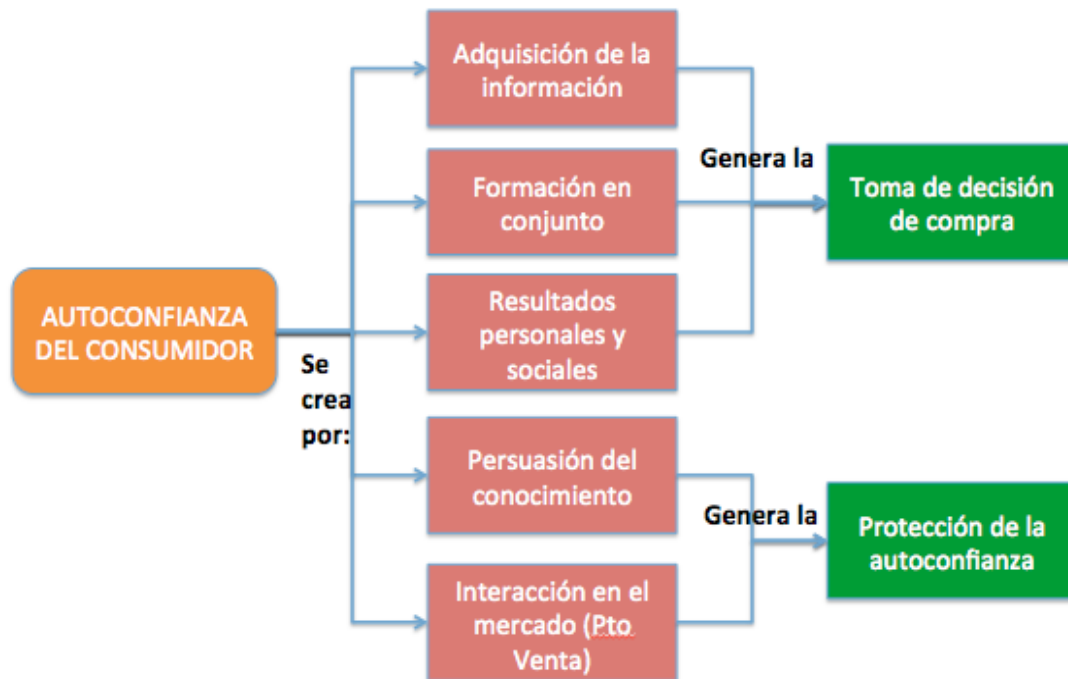 Adquisición de la
información
Genera la
Formación en
conjunto
Toma de decisión
de compra
AUTOCONFIANZA
DEL CONSUMIDOR
Se
crea
por:
Resultados
personales y
sociales
Persuasión del
conocimiento
Genera la
Protección de la
autoconfianza
Interacción en el
mercado (Pto
Venta)